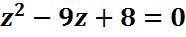 z² − 9z + 8 = 0